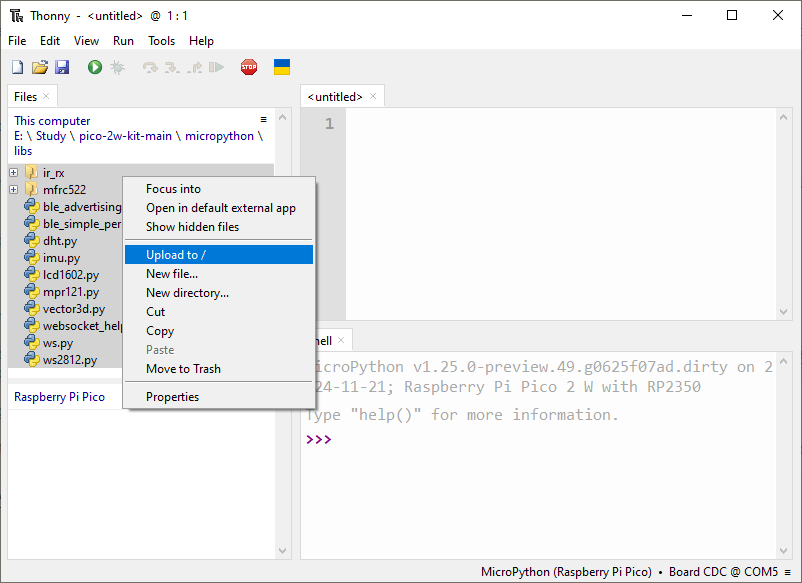 Thonny - <untitled> @ 1 : 1
File Edit View Run Tools Help
STOP
Files
<untitled>
This computer
E: \ Study \ pico-2w-kit-main \ micropython \
libs
1
ir_rx
mfrc522
ble_advertising
ble_simple_per
dht.py
imu.py
lcd1602.py
mpr121.py
vector3d.py
websocket_help
ws.py
ws2812.py
Focus into
Open in default external app
Show hidden files
Upload to /
New file...
New directory...
Cut
Copy
Paste
Move to Trash
Properties
Raspberry Pi Pico
hell
MicroPython v1.25.0-preview.49.g0625f07ad.dirty on 2
24-11-21; Raspberry Pi Pico 2 W with RP2350
Type "help()" for more information.
>>>
MicroPython (Raspberry Pi Pico) • Board CDC @ COM5